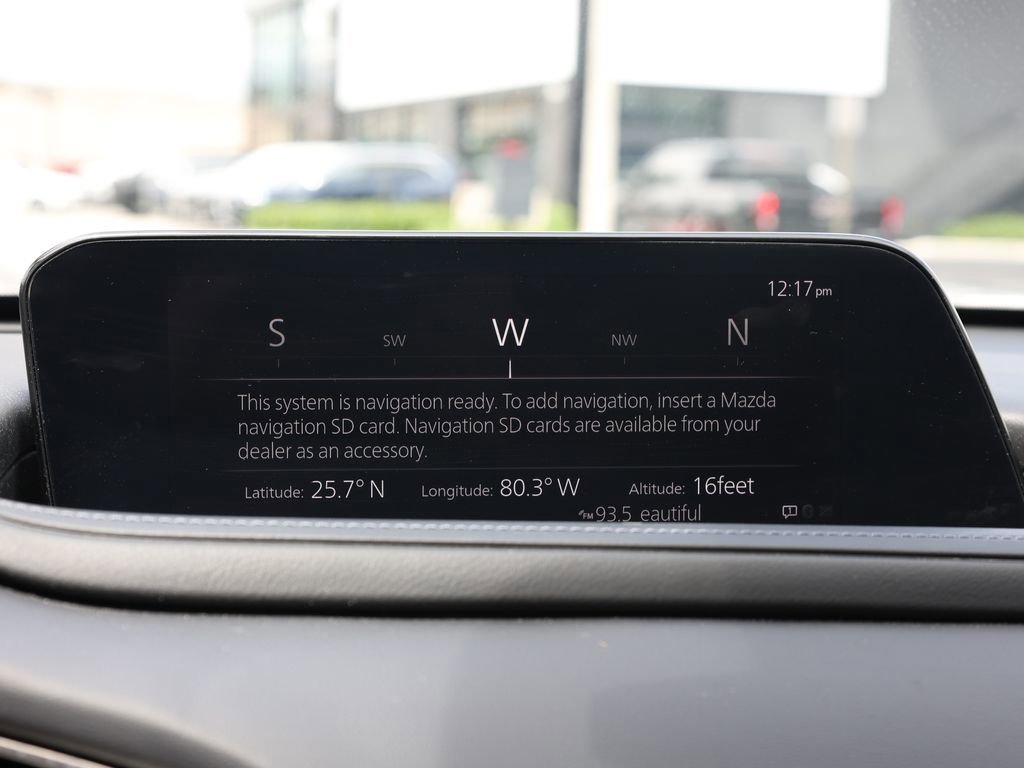 12:17 pm
S SW W NW N
This system is navigation ready. To add navigation, insert a Mazda
navigation SD card. Navigation SD cards are available from your
dealer as an accessory.
Latitude: 25.7° N Longitude: 80.3° W Altitude: 16feet
FM 93.5 eautiful